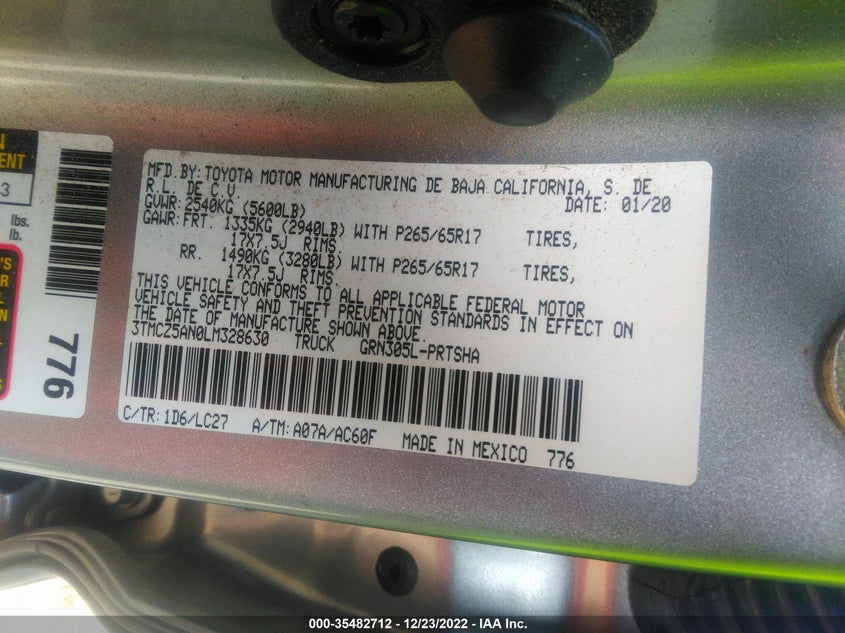 N
ENT
3
lbs.
lb.
'S
R
L
N
776
MFD.BY:TOYOTA MOTOR MANUFACTURING DE BAJA CALIFORNIA, S. DE
R.L. DE C.V. DATE: 01/20
GVWR:2540KG (5600LB)
GAWR:FRT. 1335KG (2940LB) WITH P265/65R17 TIRES,
17X7.5J RIMS.
RR. 1490KG (3280LB) WITH P265/65R17 TIRES,
17X7.5J RIMS.
THIS VEHICLE CONFORMS TO ALL APPLICABLE FEDERAL MOTOR
VEHICLE SAFETY AND THEFT PREVENTION STANDARDS IN EFFECT ON
THE DATE OF MANUFACTURE SHOWN ABOVE.
3TMCZ5AN0LM328630 TRUCK GRN305L-PRTSHA
C/TR:1D6/LC27 A/TM:A07A/AC60F MADE IN MEXICO 776
000-35482712 - 12/23/2022 - IAA Inc.